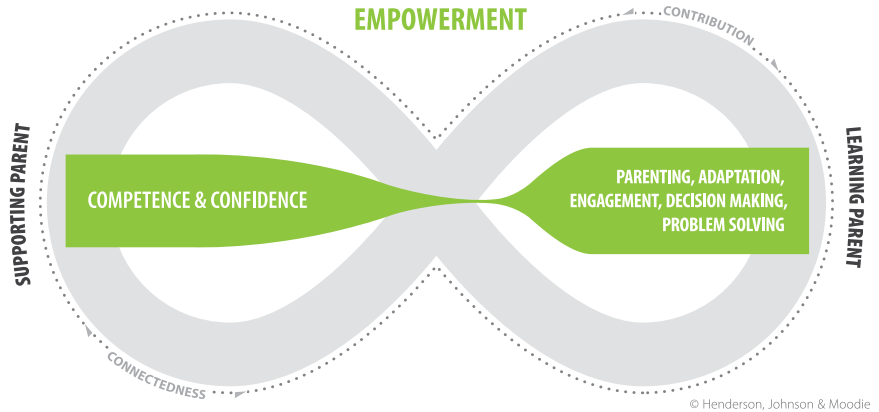 EMPOWERMENT
CONTRIBUTION
SUPPORTING PARENT
COMPETENCE & CONFIDENCE
PARENTING, ADAPTATION,
ENGAGEMENT, DECISION MAKING,
PROBLEM SOLVING
LEARNING PARENT
CONNECTEDNESS
© Henderson, Johnson & Moodie